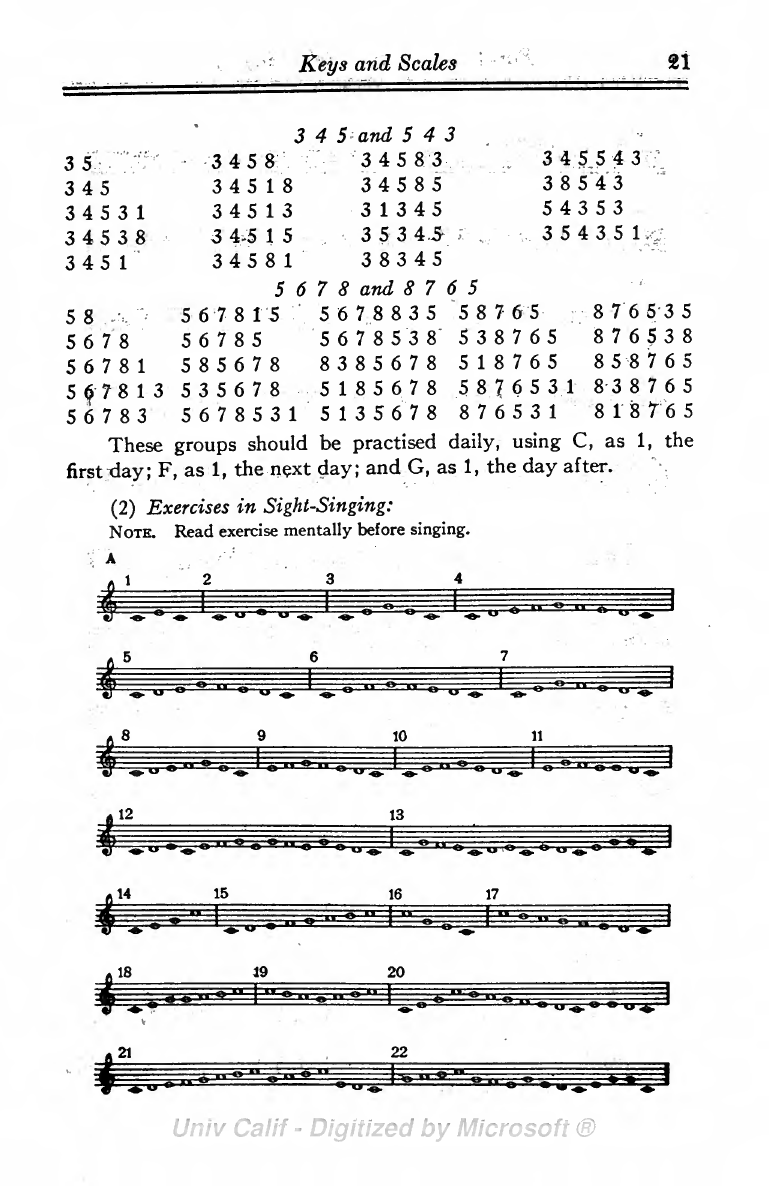 Keys and Scales 21
3 4 5 and 5 4 3
3 5 3 4 5 8 3 4 5 8 3 3 4 5 5 4 3
3 4 5 3 4 5 1 8 3 4 5 8 5 3 8 5 4 3
3 4 5 3 1 3 4 5 1 3 3 1 3 4 5 5 4 3 5 3
3 4 5 3 8 3 4 5 1 5 3 5 3 4 5 3 5 4 3 5 1
3 4 5 1 3 4 5 8 1 3 8 3 4 5
5 6 7 8 and 8 7 6 5
5 8 5 6 7 8 1 5 5 6 7 8 8 3 5 5 8 7 6 5 8 7 6 5 3 5
5 6 7 8 5 6 7 8 5 5 6 7 8 5 3 8 5 3 8 7 6 5 8 7 6 5 3 8
5 6 7 8 1 5 8 5 6 7 8 8 3 8 5 6 7 8 5 1 8 7 6 5 8 5 8 7 6 5
5 6 7 8 1 3 5 3 5 6 7 8 5 1 8 5 6 7 8 5 8 7 6 5 3 1 8 3 8 7 6 5
5 6 7 8 3 5 6 7 8 5 3 1 5 1 3 5 6 7 8 8 7 6 5 3 1 8 1 8 7 6 5
These groups should be practised daily, using C, as 1, the
first day; F, as 1, the next day; and G, as 1, the day after.
(2) Exercises in Sight-Singing:
NOTE. Read exercise mentally before singing.
A
1 2 3 4
5 6 7
8 9 10 11
12 13
14 15 16 17
18 19 20
21 22
Univ Calif - Digitized by Microsoft ®